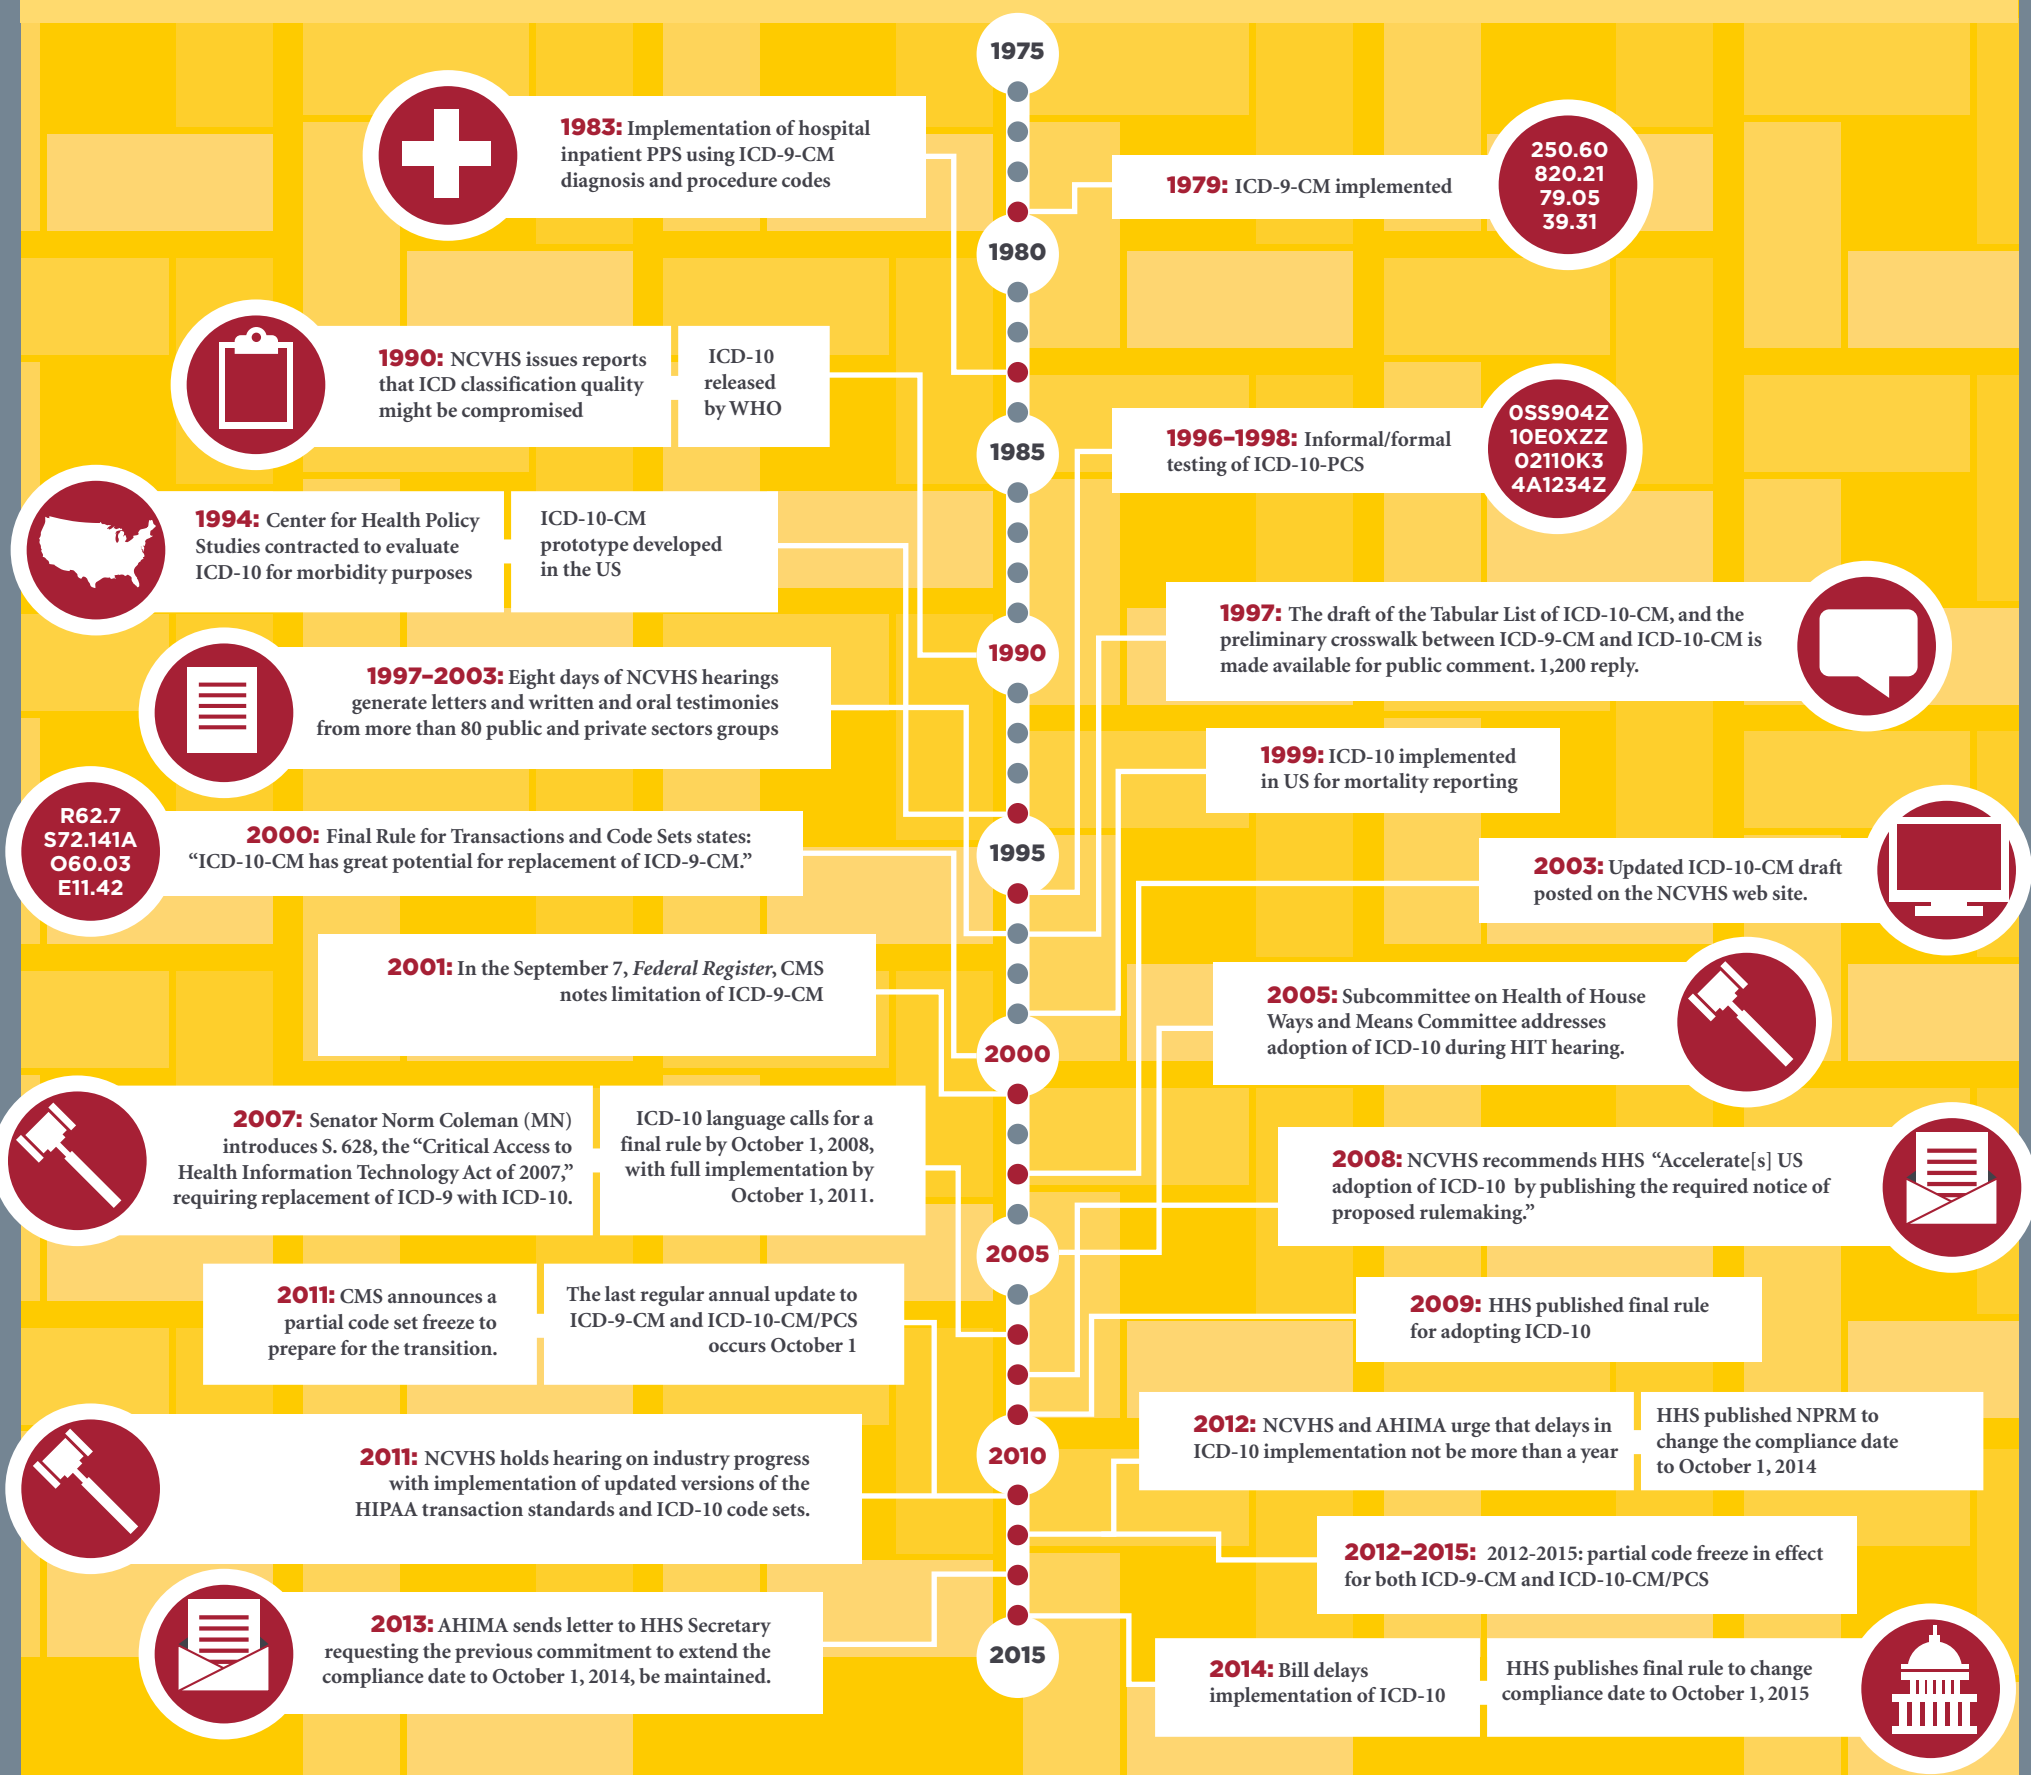 1975
1983: Implementation of hospital
inpatient PPS using ICD-9-CM
diagnosis and procedure codes
1979: ICD-9-CM implemented
250.60
820.21
79.05
39.31
1980
1990: NCVHS issues reports
that ICD classification quality
might be compromised
ICD-10
released
by WHO
1985
1996–1998: Informal/formal
testing of ICD-10-PCS
0SS904Z
10E0XZZ
02110K3
4A1234Z
1994: Center for Health Policy
Studies contracted to evaluate
ICD-10 for morbidity purposes
ICD-10-CM
prototype developed
in the US
1997: The draft of the Tabular List of ICD-10-CM, and the
preliminary crosswalk between ICD-9-CM and ICD-10-CM is
made available for public comment. 1,200 reply.
1990
1997–2003: Eight days of NCVHS hearings
generate letters and written and oral testimonies
from more than 80 public and private sectors groups
1999: ICD-10 implemented
in US for mortality reporting
R62.7
S72.141A
O60.03
E11.42
2000: Final Rule for Transactions and Code Sets states:
“ICD-10-CM has great potential for replacement of ICD-9-CM.”
1995
2003: Updated ICD-10-CM draft
posted on the NCVHS web site.
2001: In the September 7, Federal Register, CMS
notes limitation of ICD-9-CM
2005: Subcommittee on Health of House
Ways and Means Committee addresses
adoption of ICD-10 during HIT hearing.
2000
2007: Senator Norm Coleman (MN)
introduces S. 628, the “Critical Access to
Health Information Technology Act of 2007,”
requiring replacement of ICD-9 with ICD-10.
ICD-10 language calls for a
final rule by October 1, 2008,
with full implementation by
October 1, 2011.
2008: NCVHS recommends HHS “Accelerate[s] US
adoption of ICD-10 by publishing the required notice of
proposed rulemaking.”
2005
2011: CMS announces a
partial code set freeze to
prepare for the transition.
The last regular annual update to
ICD-9-CM and ICD-10-CM/PCS
occurs October 1
2009: HHS published final rule
for adopting ICD-10
2012: NCVHS and AHIMA urge that delays in
ICD-10 implementation not be more than a year
HHS published NPRM to
change the compliance date
to October 1, 2014
2010
2011: NCVHS holds hearing on industry progress
with implementation of updated versions of the
HIPAA transaction standards and ICD-10 code sets.
2012–2015: 2012-2015: partial code freeze in effect
for both ICD-9-CM and ICD-10-CM/PCS
2013: AHIMA sends letter to HHS Secretary
requesting the previous commitment to extend the
compliance date to October 1, 2014, be maintained.
2015
2014: Bill delays
implementation of ICD-10
HHS publishes final rule to change
compliance date to October 1, 2015